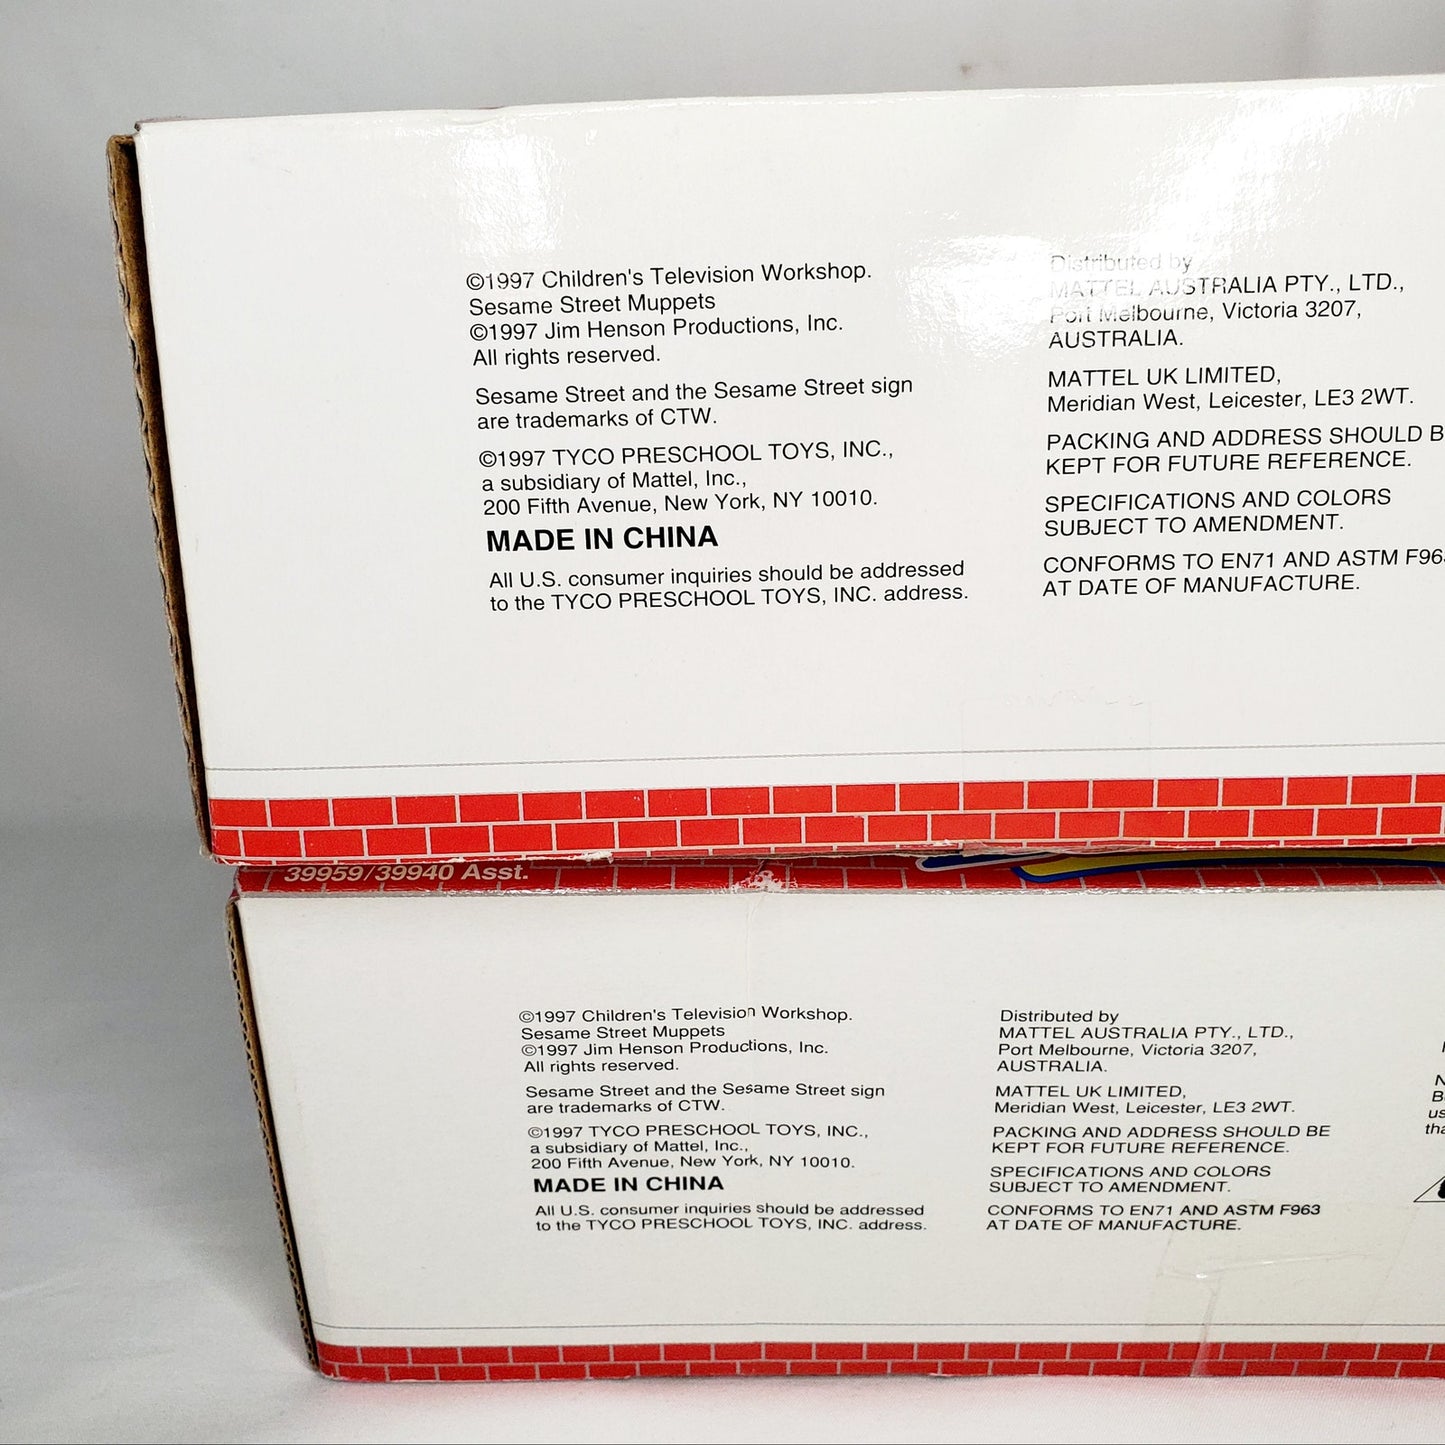 ©1997 Children's Television Workshop.
Sesame Street Muppets
©1997 Jim Henson Productions, Inc.
All rights reserved.
Sesame Street and the Sesame Street sign
are trademarks of CTW.
©1997 TYCO PRESCHOOL TOYS, INC.,
a subsidiary of Mattel, Inc.,
200 Fifth Avenue, New York, NY 10010.
MADE IN CHINA
All U.S. consumer inquiries should be addressed
to the TYCO PRESCHOOL TOYS, INC. address.
Distributed by
MATTEL AUSTRALIA PTY., LTD.,
Port Melbourne, Victoria 3207,
AUSTRALIA.
MATTEL UK LIMITED,
Meridian West, Leicester, LE3 2WT.
PACKING AND ADDRESS SHOULD B
KEPT FOR FUTURE REFERENCE.
SPECIFICATIONS AND COLORS
SUBJECT TO AMENDMENT.
CONFORMS TO EN71 AND ASTM F96
AT DATE OF MANUFACTURE.
39959/39940 Asst.
©1997 Children's Television Workshop.
Sesame Street Muppets
©1997 Jim Henson Productions, Inc.
All rights reserved.
Sesame Street and the Sesame Street sign
are trademarks of CTW.
©1997 TYCO PRESCHOOL TOYS, INC.,
a subsidiary of Mattel, Inc.,
200 Fifth Avenue, New York, NY 10010.
MADE IN CHINA
All U.S. consumer inquiries should be addressed
to the TYCO PRESCHOOL TOYS, INC. address.
Distributed by
MATTEL AUSTRALIA PTY., LTD.,
Port Melbourne, Victoria 3207,
AUSTRALIA.
MATTEL UK LIMITED,
Meridian West, Leicester, LE3 2WT.
PACKING AND ADDRESS SHOULD BE
KEPT FOR FUTURE REFERENCE.
SPECIFICATIONS AND COLORS
SUBJECT TO AMENDMENT.
CONFORMS TO EN71 AND ASTM F963
AT DATE OF MANUFACTURE.